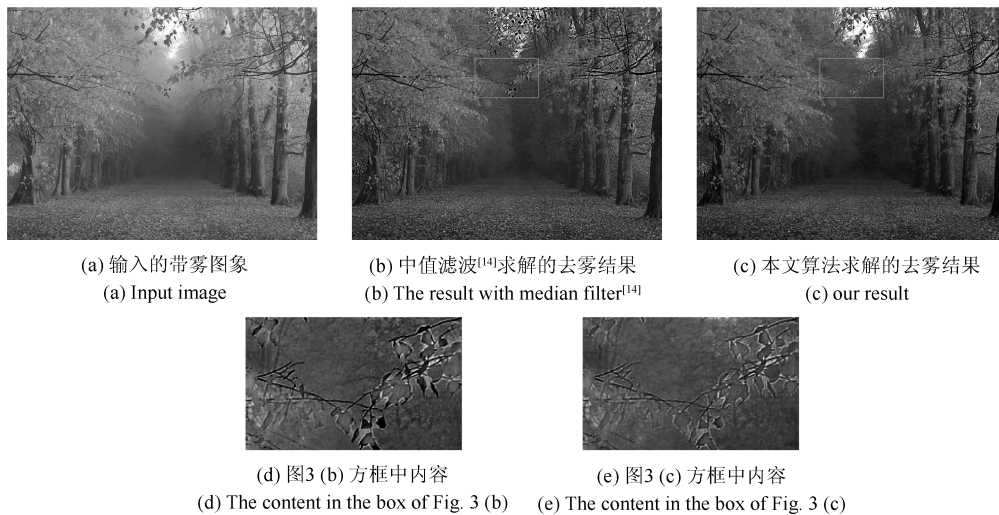 (a) 输入的带雾图象
(a) Input image
(b) 中值滤波[14]求解的去雾结果
(b) The result with median filter[14]
(c) 本文算法求解的去雾结果
(c) our result
(d) 图3 (b) 方框中内容
(d) The content in the box of Fig. 3 (b)
(e) 图3 (c) 方框中内容
(e) The content in the box of Fig. 3 (c)